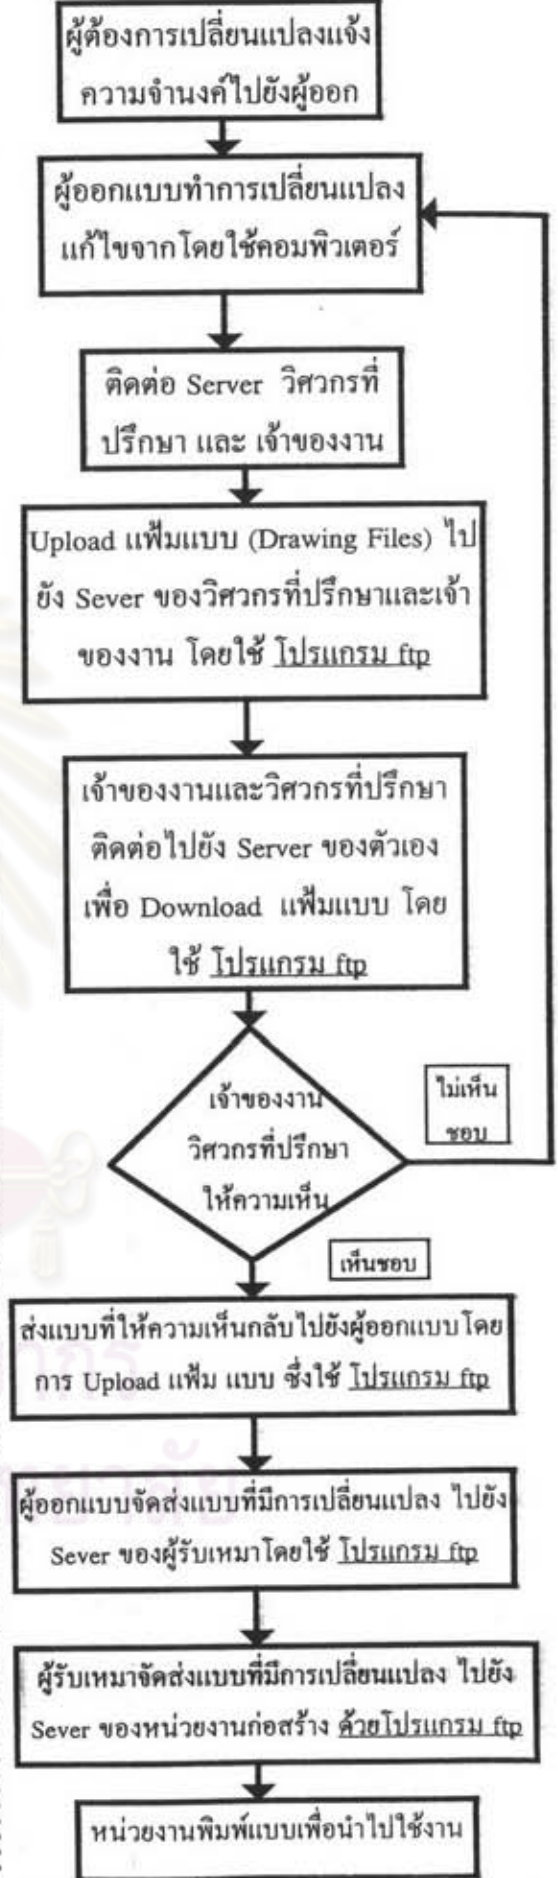 ผู้ต้องการเปลี่ยนแปลงแจ้ง
ความจำนงค์ไปยังผู้ออก
ผู้ออกแบบทำการเปลี่ยนแปลง
แก้ไขจากโดยใช้คอมพิวเตอร์
ติดต่อ Server วิศวกรที่
ปรึกษา และ เจ้าของงาน
Upload แฟ้มแบบ (Drawing Files) ไป
ยัง Sever ของวิศวกรที่ปรึกษาและเจ้า
ของงาน โดยใช้ โปรแกรม ftp
เจ้าของงานและวิศวกรที่ปรึกษา
ติดต่อไปยัง Server ของตัวเอง
เพื่อ Download แฟ้มแบบ โดย
ใช้ โปรแกรม ftp
เจ้าของงาน
วิศวกรที่ปรึกษา
ให้ความเห็น
ไม่เห็น
ชอบ
เห็นชอบ
ส่งแบบที่ให้ความเห็นกลับไปยังผู้ออกแบบโดย
การ Upload แฟ้ม แบบ ซึ่งใช้ โปรแกรม ftp
ผู้ออกแบบจัดส่งแบบที่มีการเปลี่ยนแปลง ไปยัง
Sever ของผู้รับเหมาโดยใช้ โปรแกรม ftp
ผู้รับเหมาจัดส่งแบบที่มีการเปลี่ยนแปลง ไปยัง
Sever ของหน่วยงานก่อสร้าง ด้วยโปรแกรม ftp
หน่วยงานพิมพ์แบบเพื่อนำไปใช้งาน